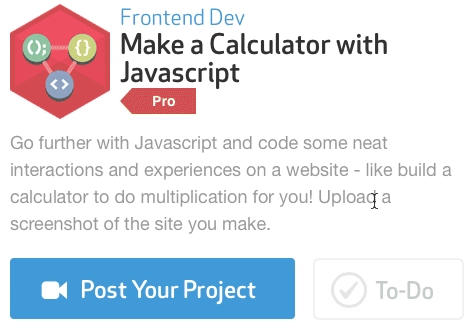 Frontend Dev
Make a Calculator with
Javascript
Pro
Go further with Javascript and code some neat
interactions and experiences on a website - like build a
calculator to do multiplication for you! Upload a
screenshot of the site you make.
Post Your Project
To-Do